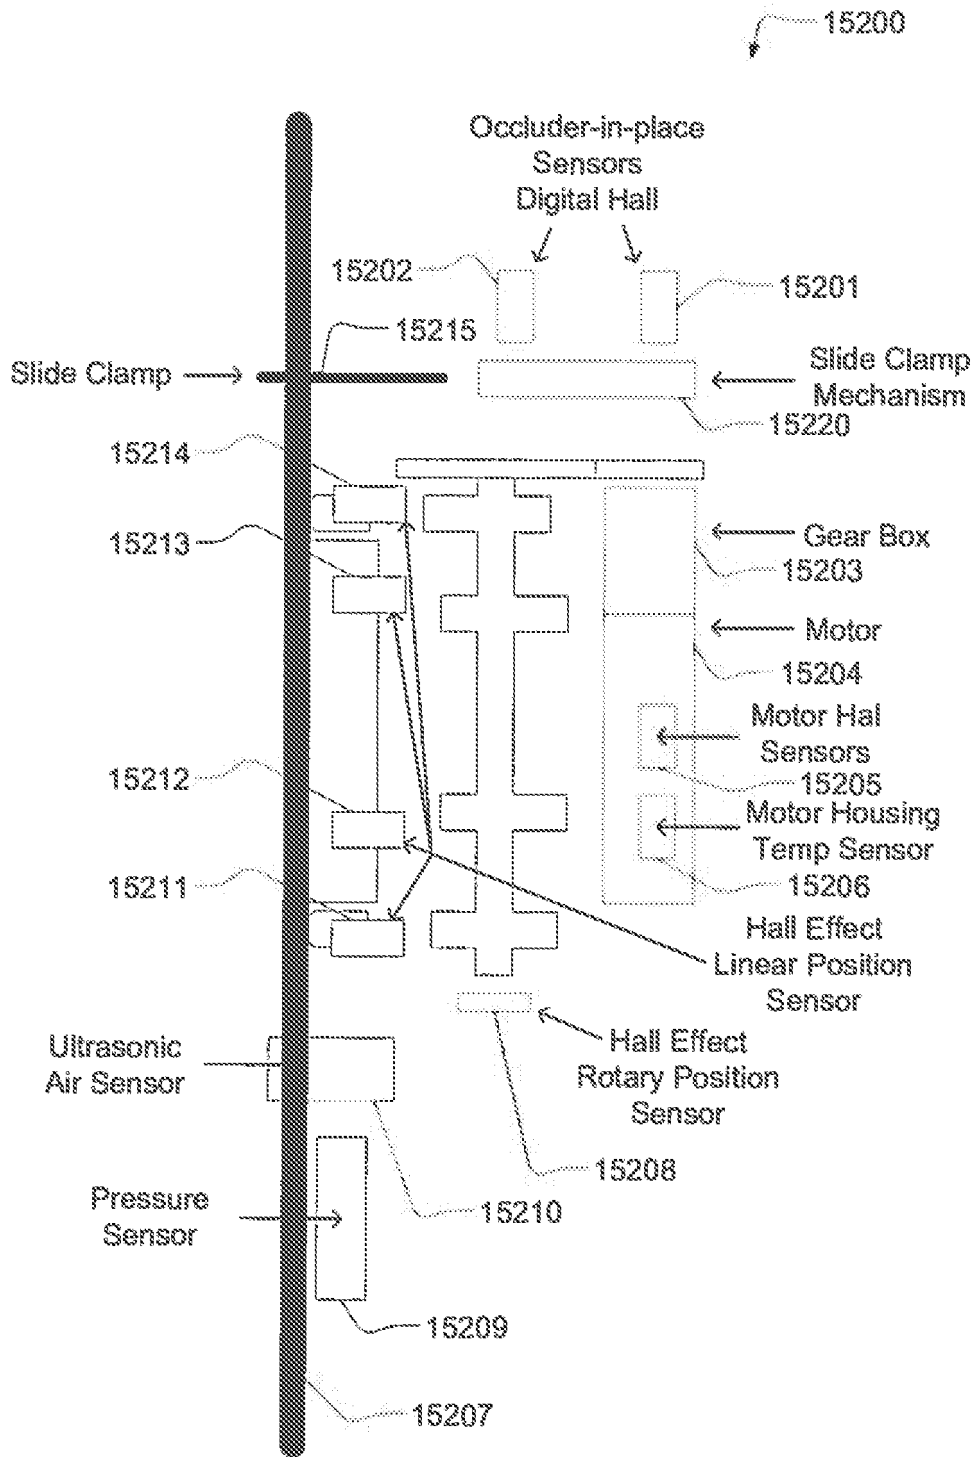 15200
Occluder-in-place
Sensors
Digital Hall
15202
15201
15215
Slide Clamp
Slide Clamp
Mechanism
15220
15214
15213
Gear Box
15203
Motor
15204
Motor Hal
Sensors
15205
15212
Motor Housing
Temp Sensor
15206
15211
Hall Effect
Linear Position
Sensor
Ultrasonic
Air Sensor
Hall Effect
Rotary Position
Sensor
15208
Pressure
Sensor
15210
15209
15207